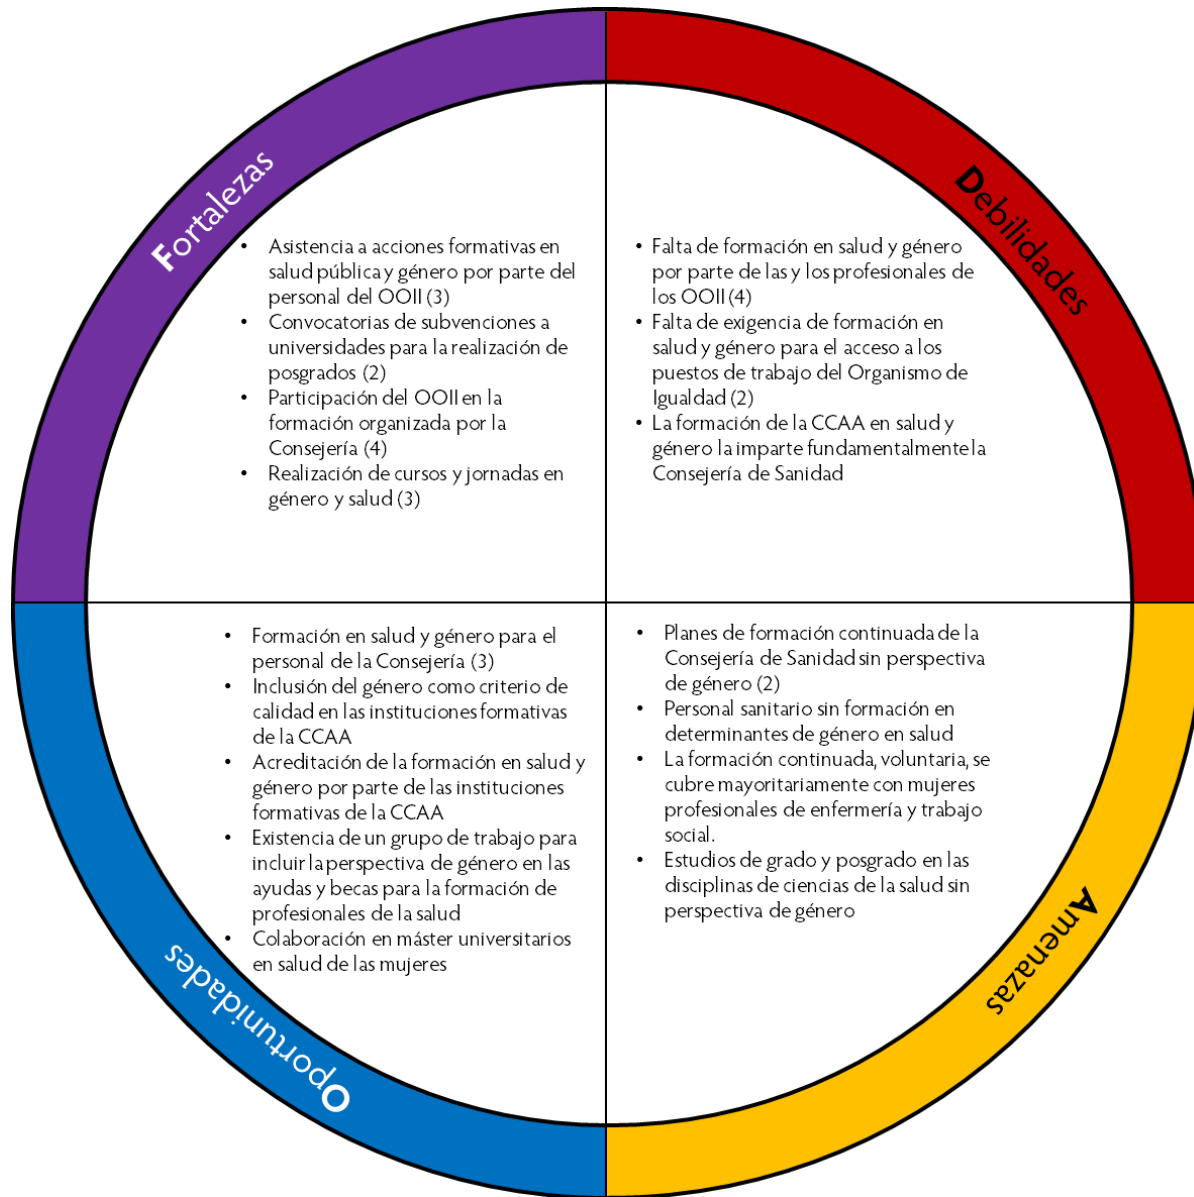 Fortalezas
• Asistencia a acciones formativas en
salud pública y género por parte del
personal del OOII (3)
• Convocatorias de subvenciones a
universidades para la realización de
posgrados (2)
• Participación del OOII en la
formación organizada por la
Consejería (4)
• Realización de cursos y jornadas en
género y salud (3)
Debilidades
• Falta de formación en salud y género
por parte de las y los profesionales de
los OOII (4)
• Falta de exigencia de formación en
salud y género para el acceso a los
puestos de trabajo del Organismo de
Igualdad (2)
• La formación de la CCAA en salud y
género la imparte fundamentalmente la
Consejería de Sanidad
Oportunidades
• Formación en salud y género para el
personal de la Consejería (3)
• Inclusión del género como criterio de
calidad en las instituciones formativas
de la CCAA
• Acreditación de la formación en salud y
género por parte de las instituciones
formativas de la CCAA
• Existencia de un grupo de trabajo para
incluir la perspectiva de género en las
ayudas y becas para la formación de
profesionales de la salud
• Colaboración en máster universitarios
en salud de las mujeres
Amenazas
• Planes de formación continuada de la
Consejería de Sanidad sin perspectiva
de género (2)
• Personal sanitario sin formación en
determinantes de género en salud
• La formación continuada, voluntaria, se
cubre mayoritariamente con mujeres
profesionales de enfermería y trabajo
social.
• Estudios de grado y posgrado en las
disciplinas de ciencias de la salud sin
perspectiva de género